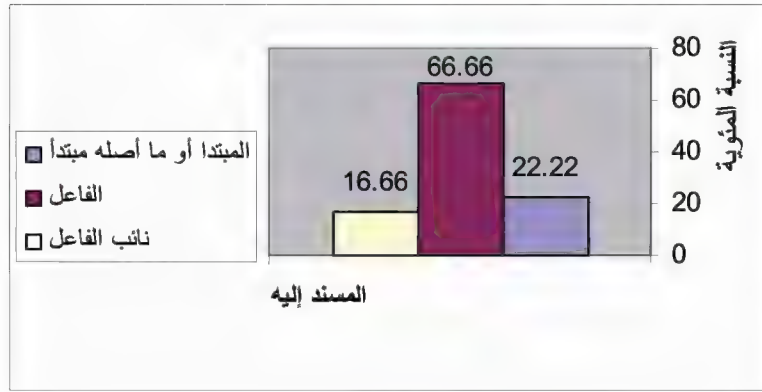 80
60
40
20
0
النسبة المئوية
66.66
22.22
16.66
المبتدا أو ما أصله مبتدأ
الفاعل
نائب الفاعل
المسند إليه